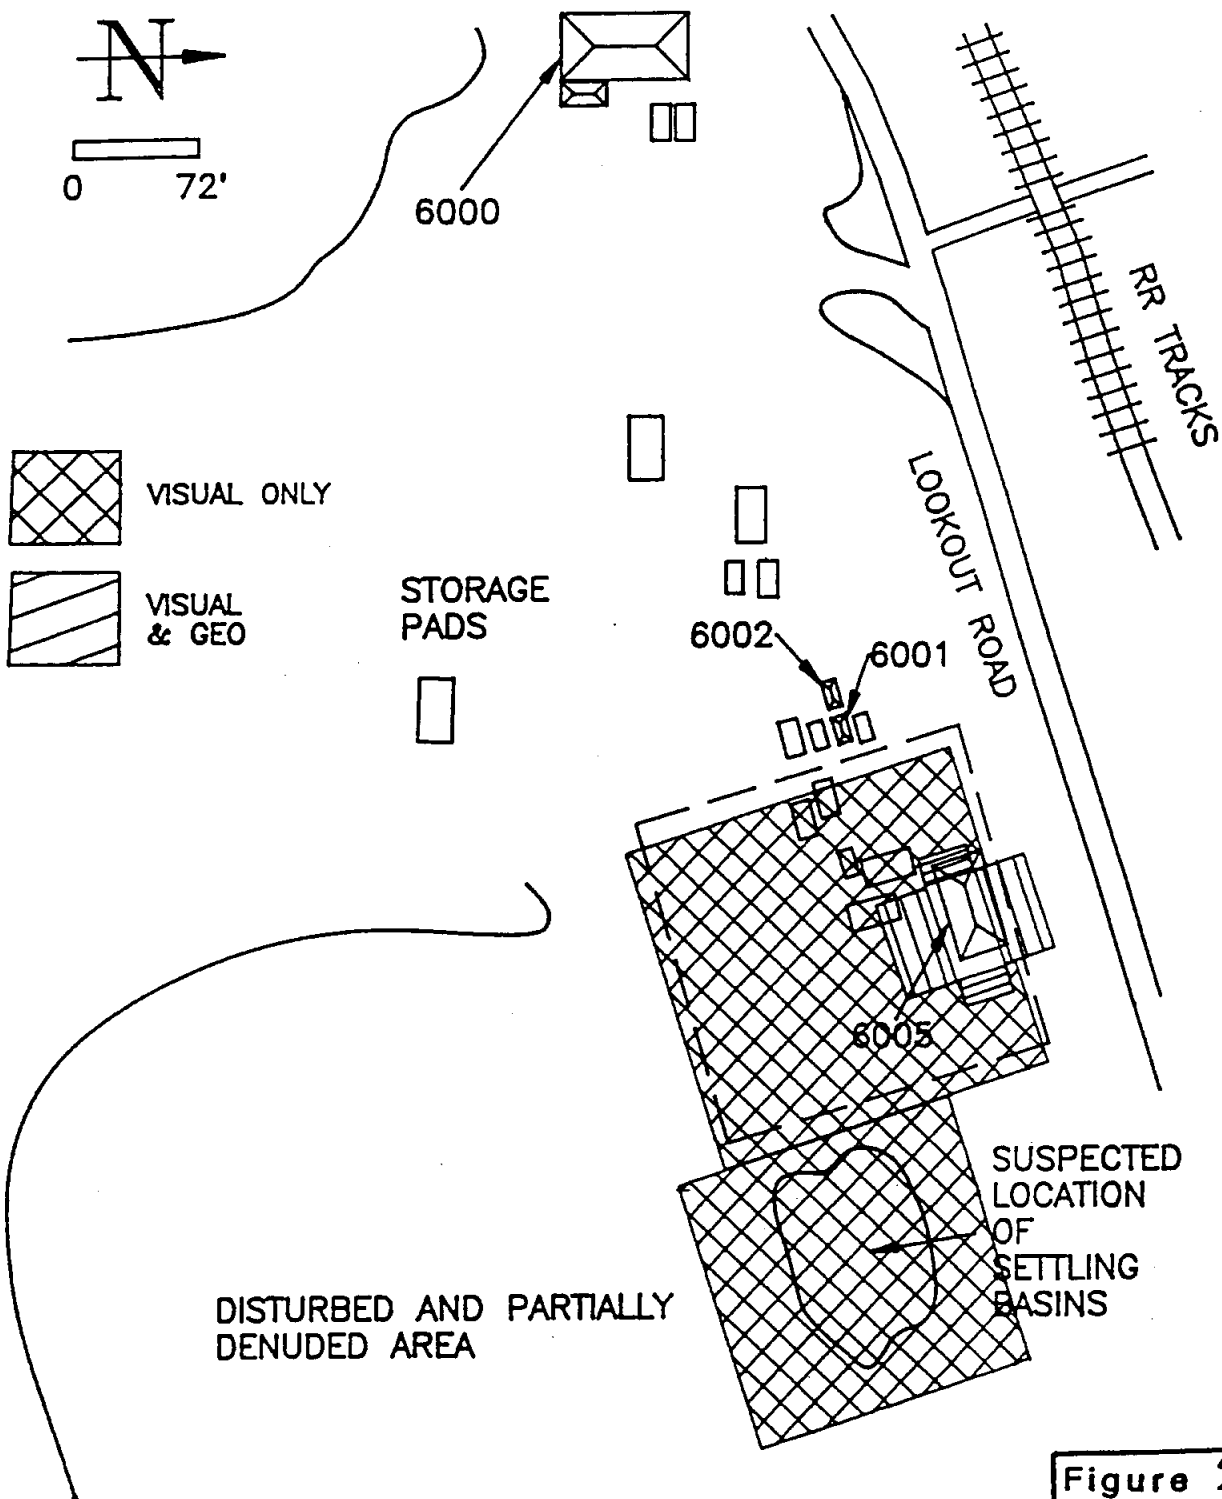 N
0 72'
6000
RR TRACKS
VISUAL ONLY
LOOKOUT ROAD
VISUAL
& GEO
STORAGE
PADS
6002
6001
6005
SUSPECTED
LOCATION
OF
SETTLING
BASINS
DISTURBED AND PARTIALLY
DENUDED AREA
Figure